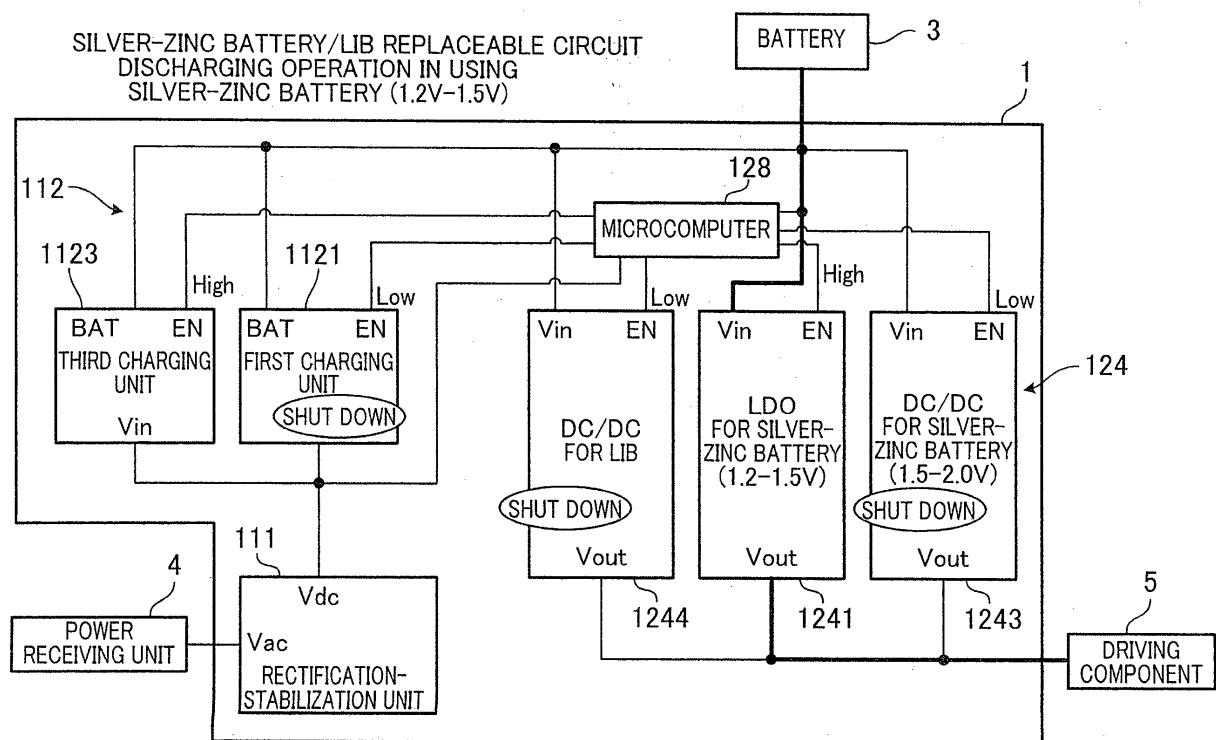 SILVER-ZINC BATTERY/LIB REPLACEABLE CIRCUIT
DISCHARGING OPERATION IN USING
SILVER-ZINC BATTERY (1.2V-1.5V)
BATTERY
3
1
112
128
MICROCOMPUTER
1123
1121
High
Low
Low
High
Low
BAT EN
THIRD CHARGING
UNIT
Vin
BAT EN
FIRST CHARGING
UNIT
SHUT DOWN
Vin EN
DC/DC
FOR LIB
SHUT DOWN
Vout
Vin EN
LDO
FOR SILVER-
ZINC BATTERY
(1.2-1.5V)
Vout
Vin EN
DC/DC
FOR SILVER-
ZINC BATTERY
(1.5-2.0V)
SHUT DOWN
Vout
124
1244
1241
1243
111
4
POWER
RECEIVING UNIT
Vdc
Vac
RECTIFICATION-
STABILIZATION UNIT
5
DRIVING
COMPONENT